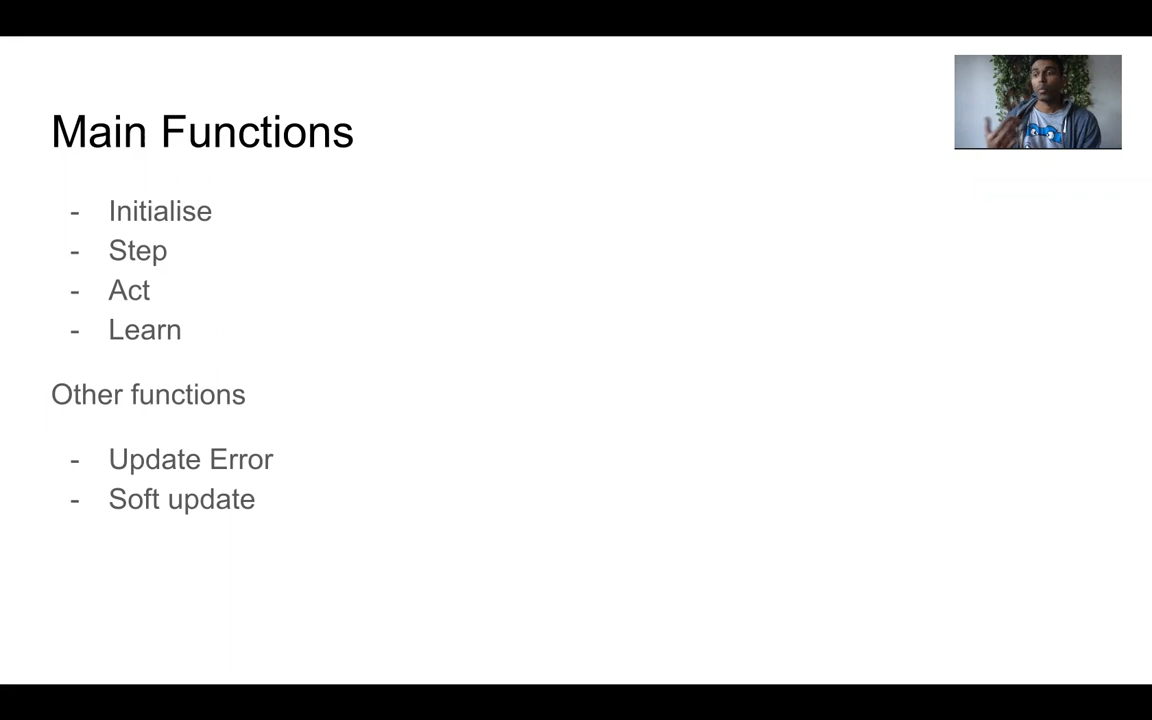 Main Functions
- Initialise
- Step
- Act
- Learn
Other functions
- Update Error
- Soft update